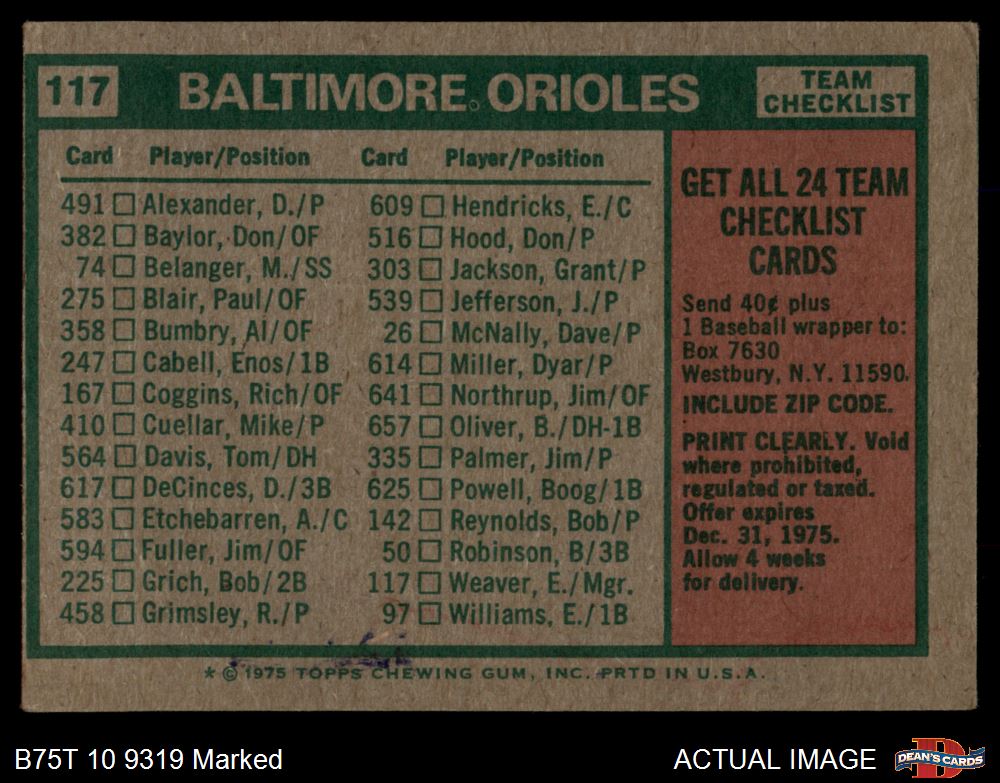 117
BALTIMORE ORIOLES
TEAM
CHECKLIST
Card Player/Position Card Player/Position
491 Alexander, D./P 609 Hendricks, E./C
382 Baylor, Don/OF 516 Hood, Don/P
74 Belanger, M./SS 303 Jackson, Grant/P
275 Blair, Paul/OF 539 Jefferson, J./P
358 Bumbry, Al/OF 26 McNally, Dave/P
247 Cabell, Enos/1B 614 Miller, Dyar/P
167 Coggins, Rich/OF 641 Northrup, Jim/OF
410 Cuellar, Mike/P 657 Oliver, B./DH-1B
564 Davis, Tom/DH 335 Palmer, Jim/P
617 DeCinces, D./3B 625 Powell, Boog/1B
583 Etchebarren, A./C 142 Reynolds, Bob/P
594 Fuller, Jim/OF 50 Robinson, B/3B
225 Grich, Bob/2B 117 Weaver, E./Mgr.
458 Grimsley, R./P 97 Williams, E./1B
GET ALL 24 TEAM
CHECKLIST
CARDS
Send 40¢ plus
1 Baseball wrapper to:
Box 7630
Westbury, N.Y. 11590.
INCLUDE ZIP CODE.
PRINT CLEARLY. Void
where prohibited,
regulated or taxed.
Offer expires
Dec. 31, 1975.
Allow 4 weeks
for delivery.
* © 1975 TOPPS CHEWING GUM, INC. PRTD IN U.S.A.
B75T 10 9319 Marked
ACTUAL IMAGE
DEAN'S CARDS